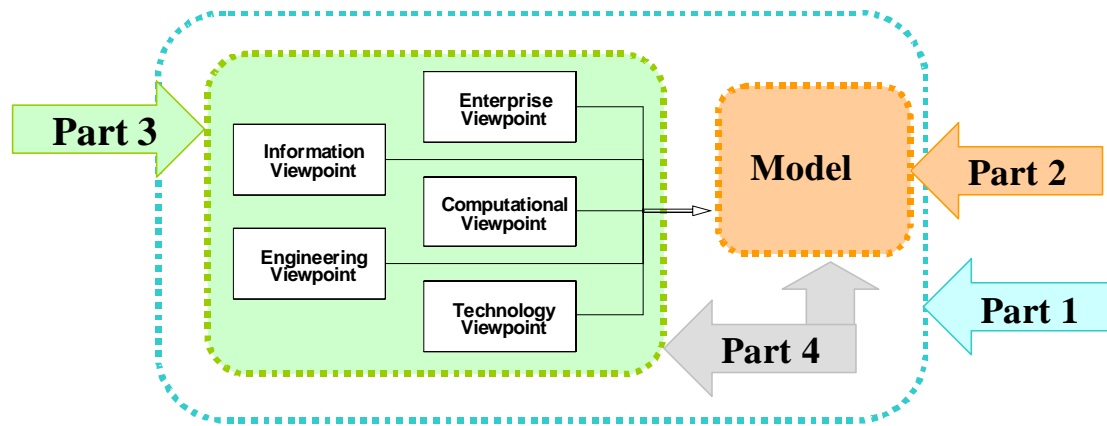 Part 3
Enterprise
Viewpoint
Information
Viewpoint
Computational
Viewpoint
Engineering
Viewpoint
Technology
Viewpoint
Model
Part 2
Part 1
Part 4